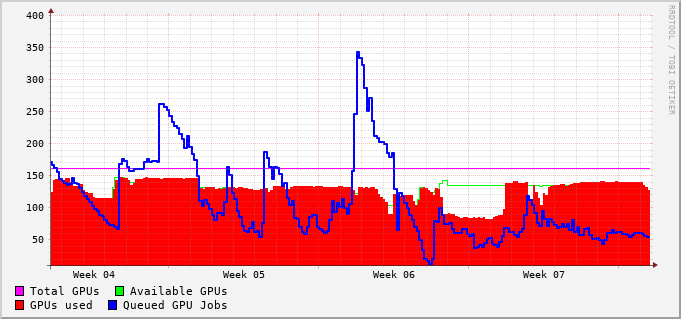 400
350
300
250
200
150
100
50
Week 04 Week 05 Week 06 Week 07
Total GPUs Available GPUs
GPUs used Queued GPU Jobs
RRDTOOL / TOBI OETIKER